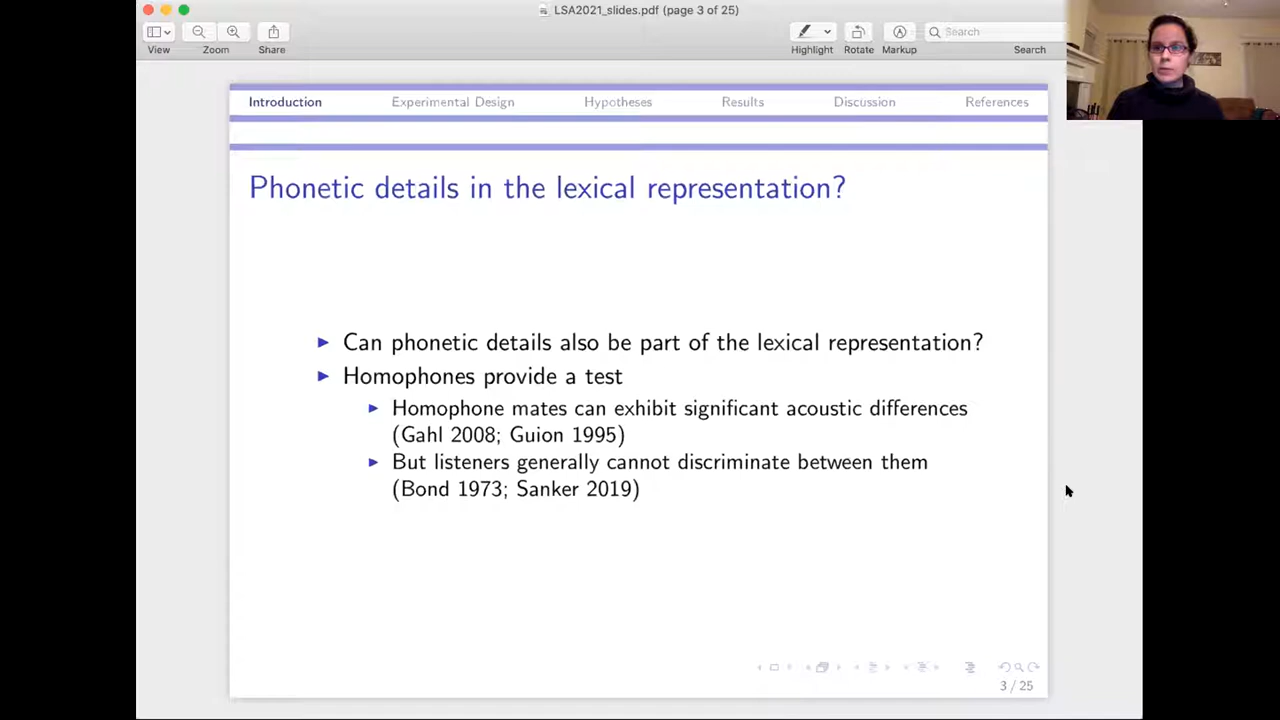 LSA2021_slides.pdf (page 3 of 25)
View
Zoom
Share
Highlight
Rotate
Markup
Search
Search
Introduction
Experimental Design
Hypotheses
Results
Discussion
References
Phonetic details in the lexical representation?
Can phonetic details also be part of the lexical representation?
Homophones provide a test
Homophone mates can exhibit significant acoustic differences
(Gahl 2008; Guion 1995)
But listeners generally cannot discriminate between them
(Bond 1973; Sanker 2019)
3 / 25